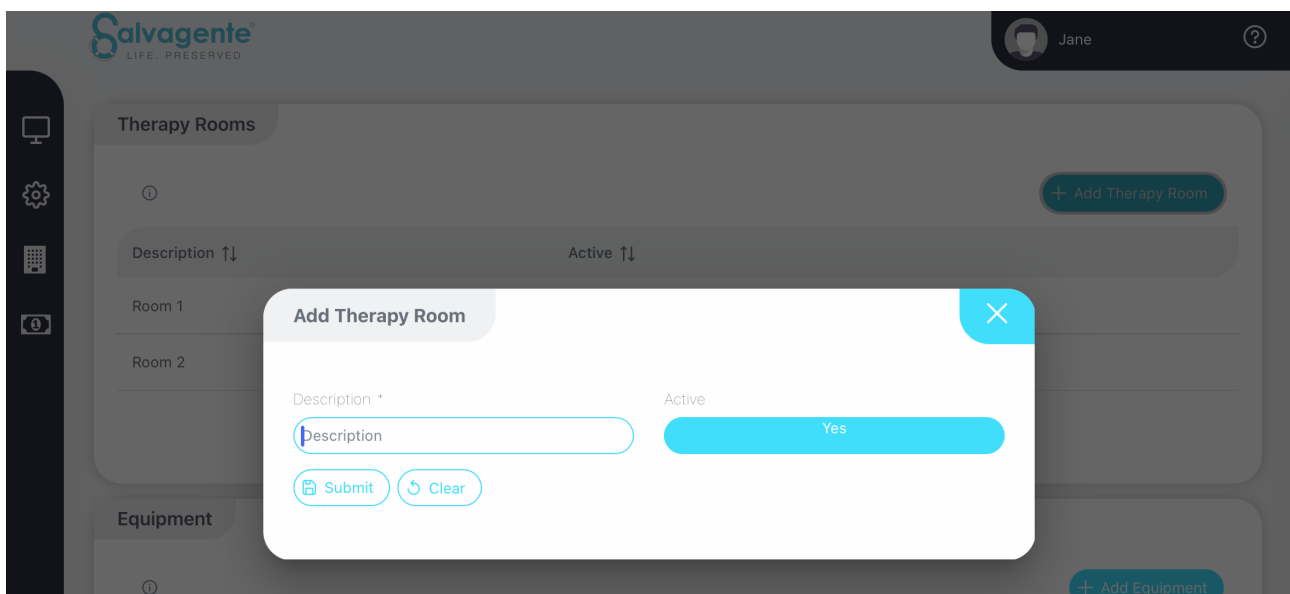 Salvagente®
LIFE. PRESERVED
Jane
Therapy Rooms
+ Add Therapy Room
Description
Active
Room 1
Room 2
Add Therapy Room
Description *
Active
Description
Yes
Submit
Clear
Equipment
+ Add Equipment